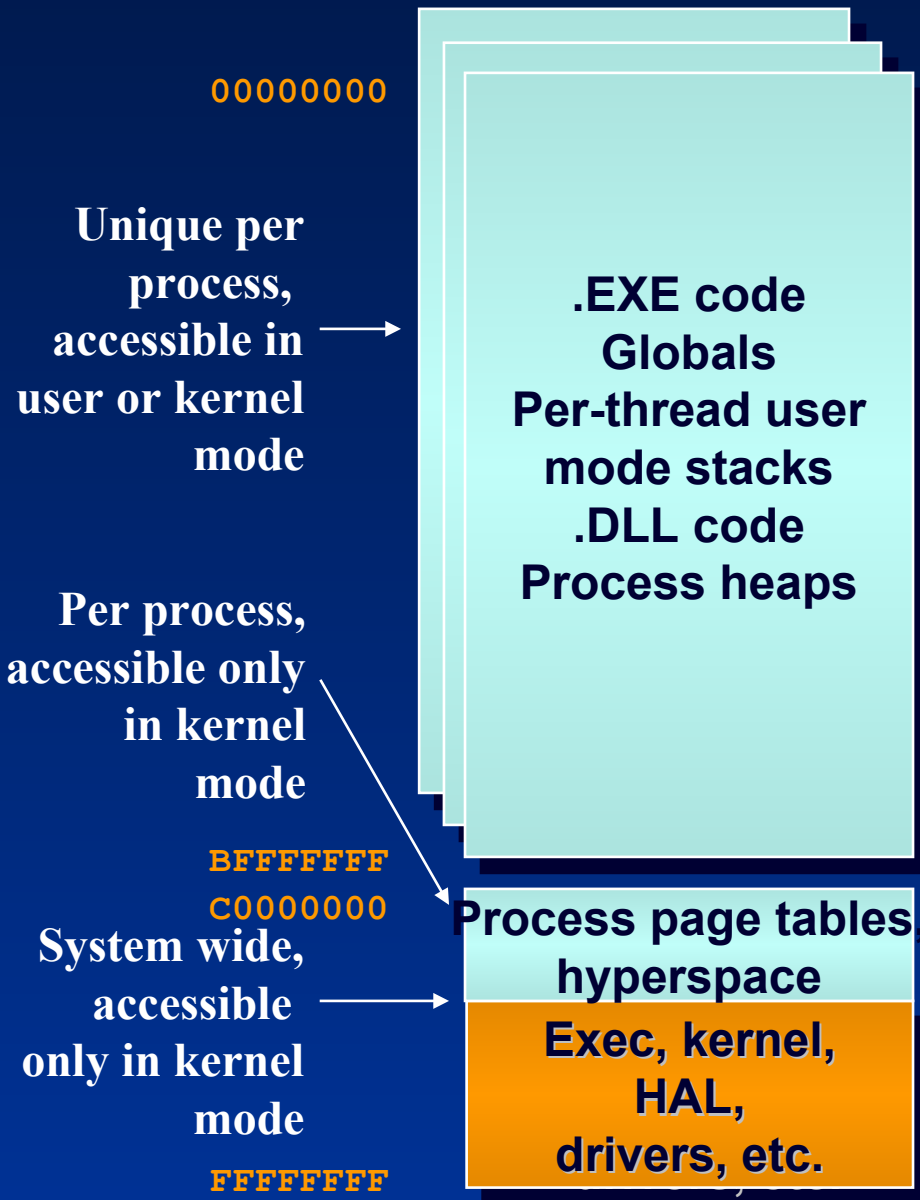 00000000
Unique per
process,
accessible in
user or kernel
mode
.EXE code
Globals
Per-thread user
mode stacks
.DLL code
Process heaps
Per process,
accessible only
in kernel
mode
BFFFFFFF
C0000000
Process page tables,
hyperspace
System wide,
accessible
only in kernel
mode
Exec, kernel,
HAL,
drivers, etc.
FFFFFFFF